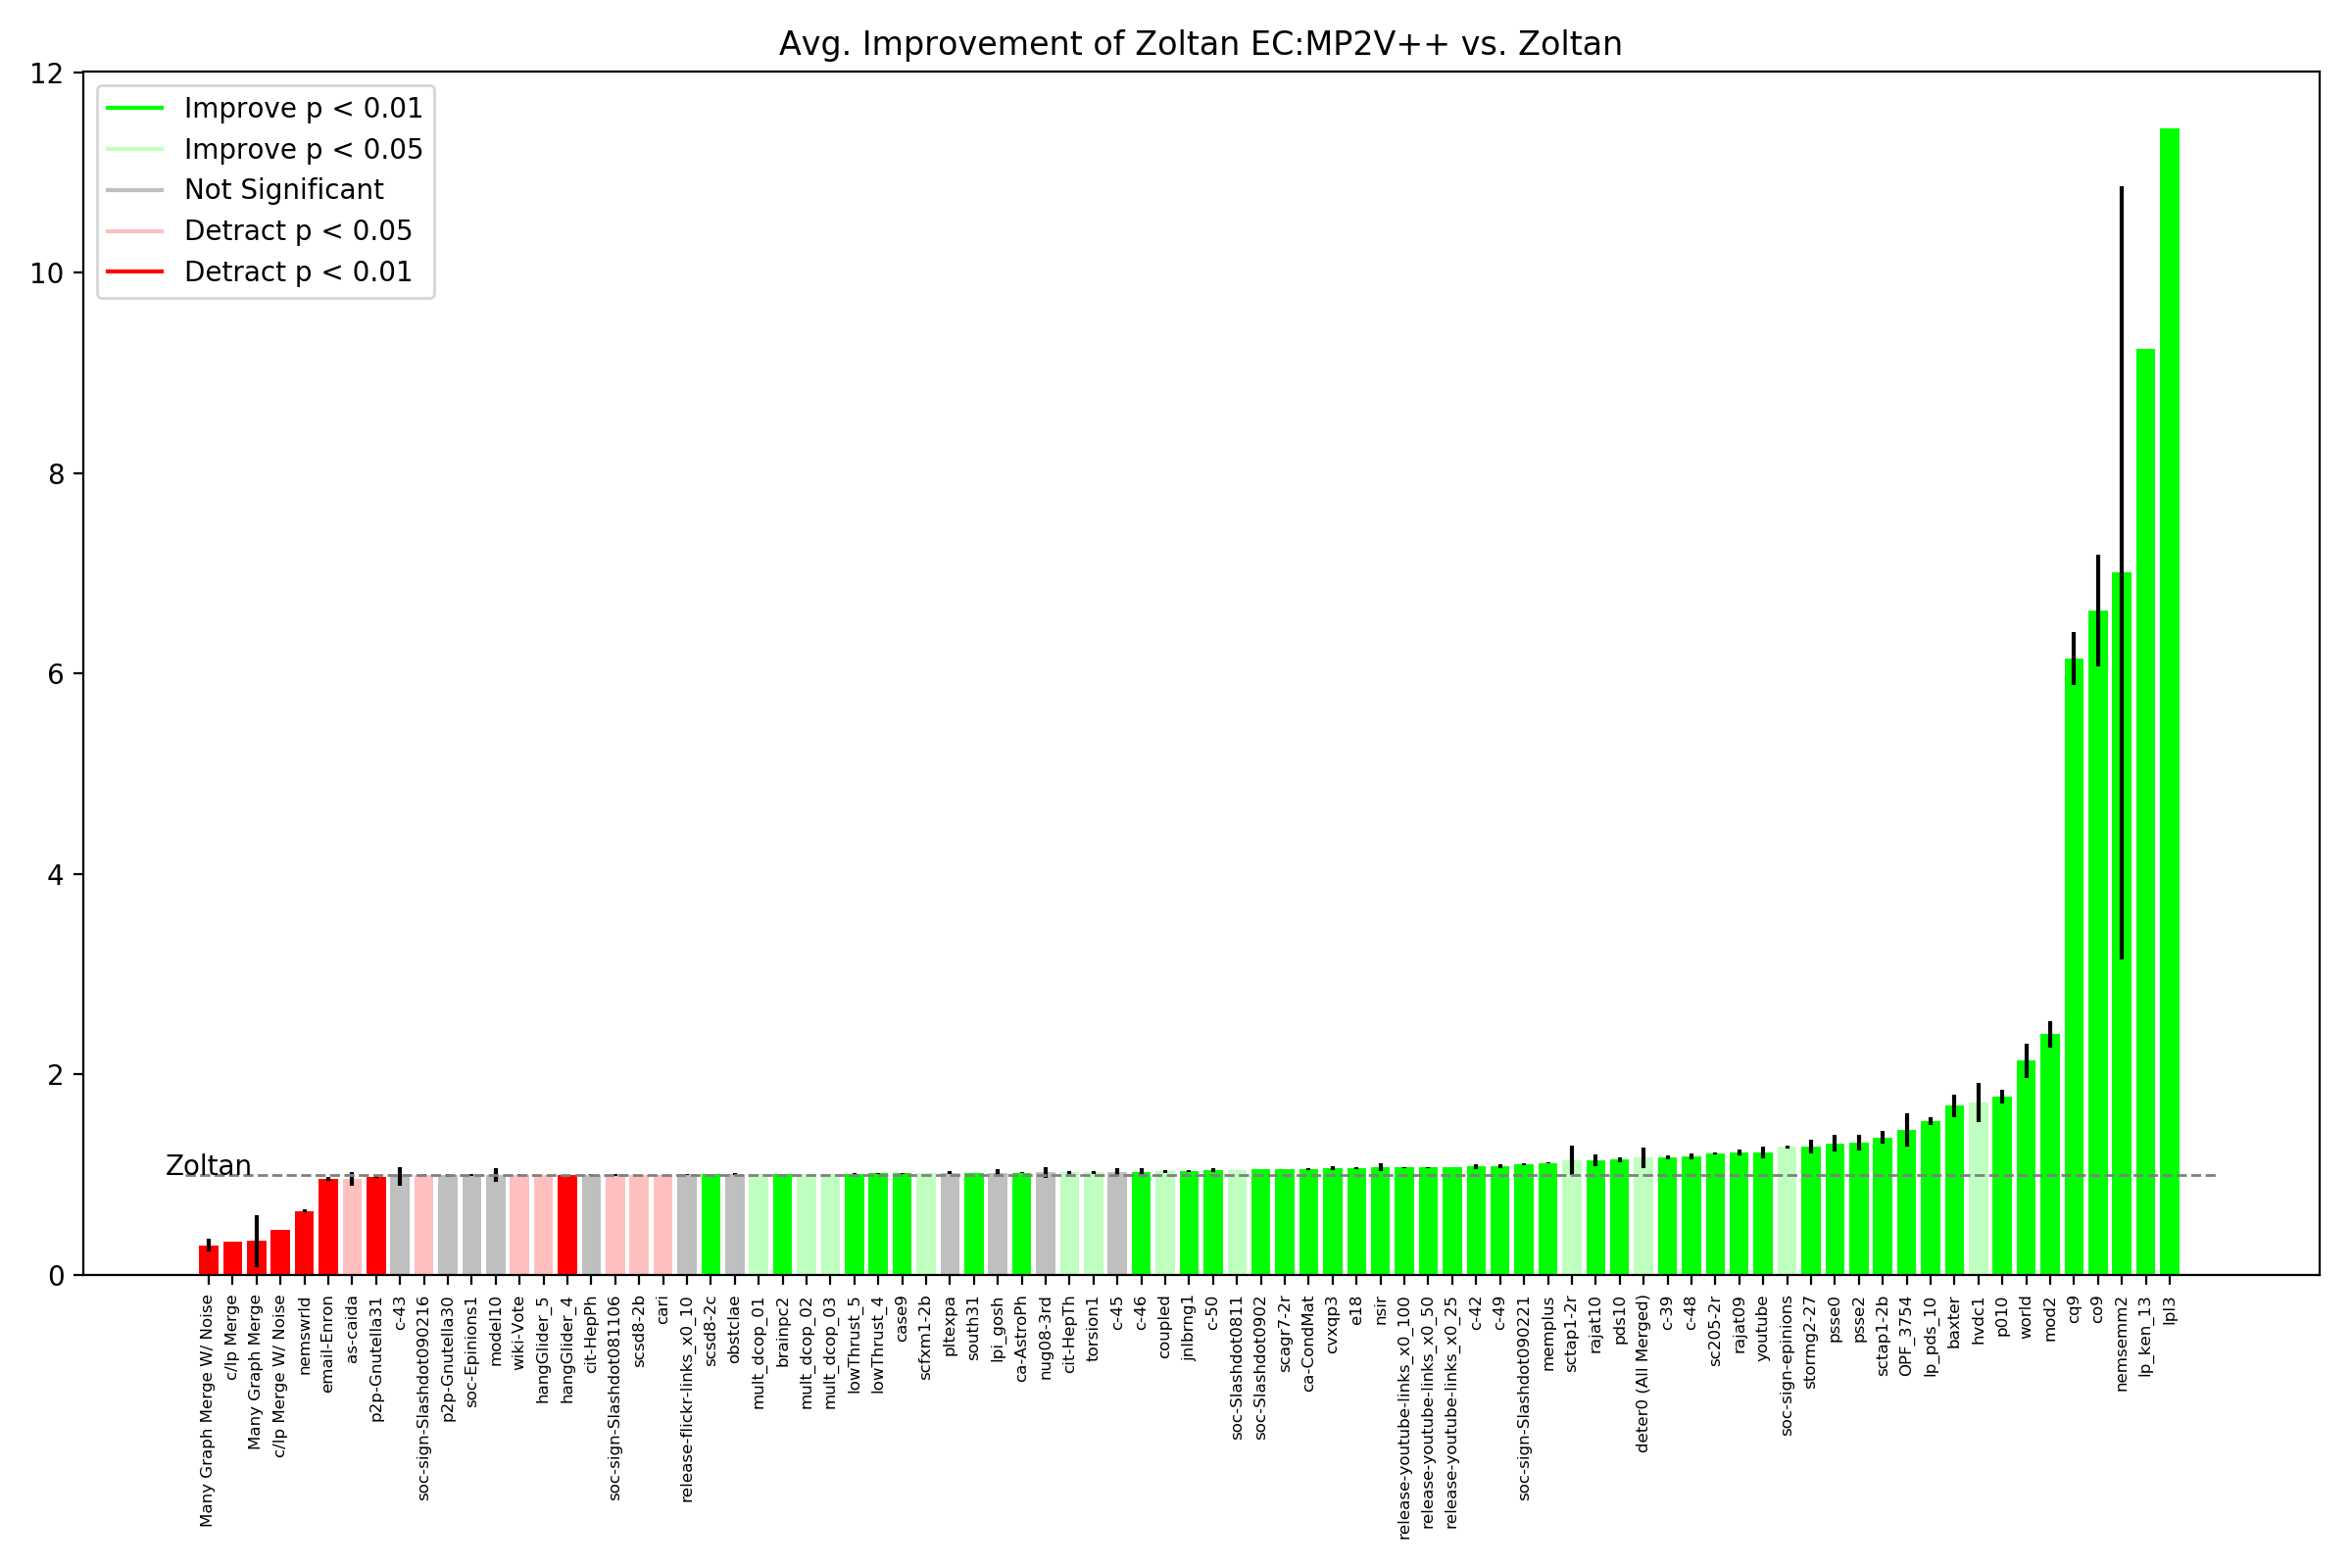 Avg. Improvement of Zoltan EC:MP2V++ vs. Zoltan
12
10
8
6
4
2
0
Improve p < 0.01
Improve p < 0.05
Not Significant
Detract p < 0.05
Detract p < 0.01
Zoltan
Many Graph Merge W/ Noise
c/lp Merge
Many Graph Merge
c/lp Merge W/ Noise
nemswrld
email-Enron
as-caida
p2p-Gnutella31
c-43
soc-sign-Slashdot090216
p2p-Gnutella30
soc-Epinions1
model10
wiki-Vote
hangGlider_5
hangGlider_4
cit-HepPh
soc-sign-Slashdot081106
scsd8-2b
cari
release-flickr-links_x0_10
scsd8-2c
obstclae
mult_dcop_01
brainpc2
mult_dcop_02
mult_dcop_03
lowThrust_5
lowThrust_4
case9
scfxm1-2b
pltexpa
south31
lpi_gosh
ca-AstroPh
nug08-3rd
cit-HepTh
torsion1
c-45
c-46
coupled
jnlbrng1
c-50
soc-Slashdot0811
soc-Slashdot0902
scagr7-2r
ca-CondMat
cvxqp3
e18
nsir
release-youtube-links_x0_100
release-youtube-links_x0_50
release-youtube-links_x0_25
c-42
c-49
soc-sign-Slashdot090221
memplus
sctap1-2r
rajat10
pds10
deter0 (All Merged)
c-39
c-48
sc205-2r
rajat09
youtube
soc-sign-epinions
stormg2-27
psse0
psse2
sctap1-2b
OPF_3754
lp_pds_10
baxter
hvdc1
p010
world
mod2
cq9
co9
nemsemm2
lp_ken_13
lpl3